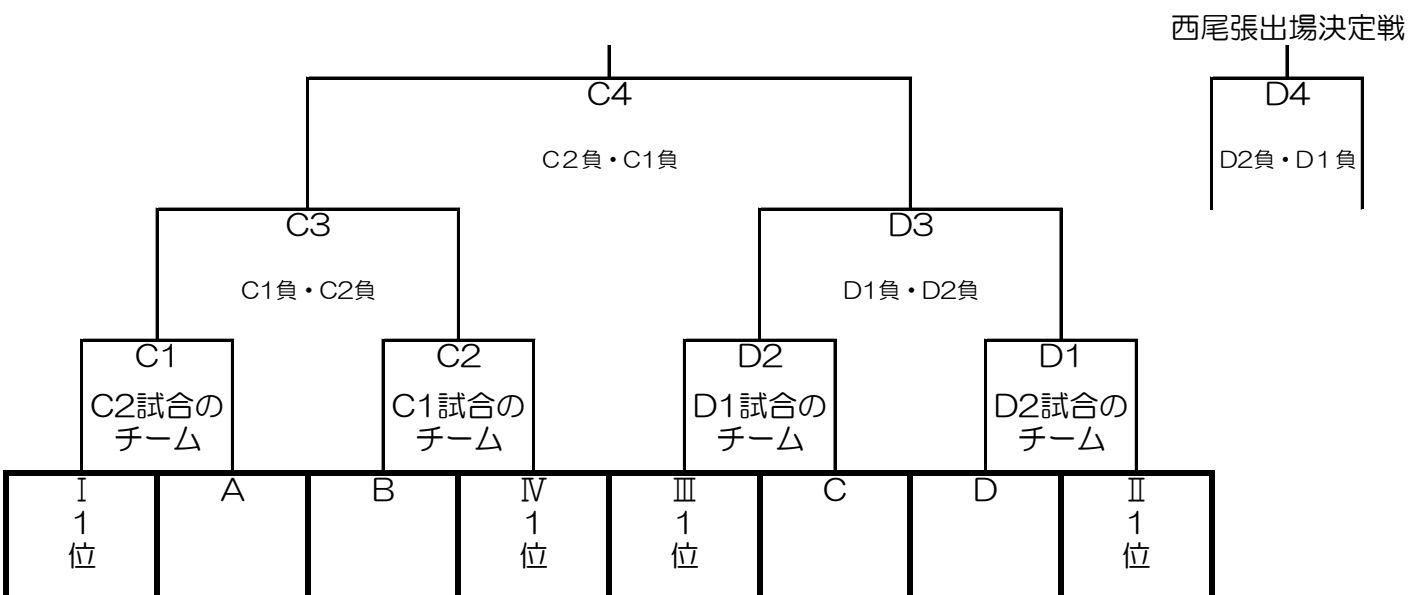 西尾張出場決定戦
C4
D4
C2負・C1負
D2負・D1負
C3
D3
C1負・C2負
D1負・D2負
C1
C2
D2
D1
C2試合の
チーム
C1試合の
チーム
D1試合の
チーム
D2試合の
チーム
Ⅰ
1
位
A
B
Ⅳ
1
位
Ⅲ
1
位
C
D
Ⅱ
1
位